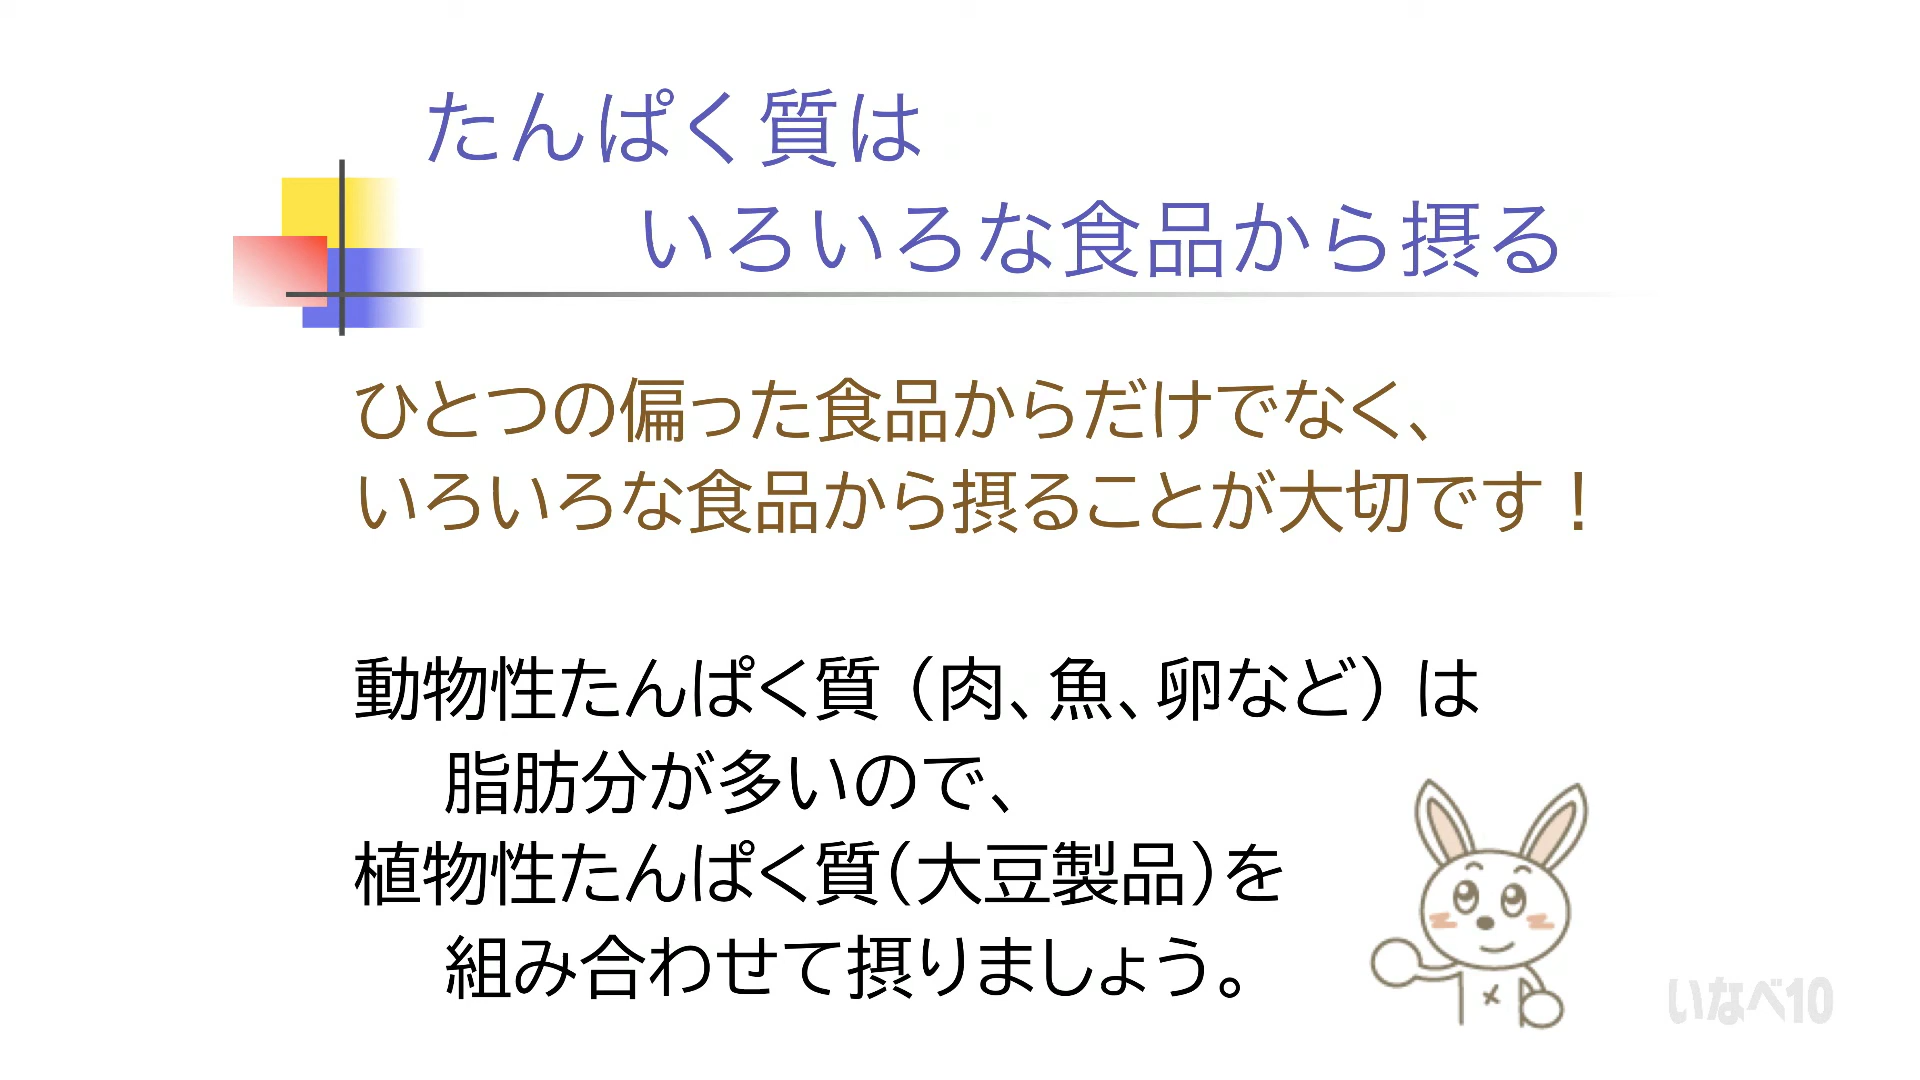 たんぱく質は
いろいろな食品から摂る
ひとつの偏った食品からだけでなく、
いろいろな食品から摂ることが大切です！
動物性たんぱく質（肉、魚、卵など）は
脂肪分が多いので、
植物性たんぱく質（大豆製品）を
組み合わせて摂りましょう。
いなべ10